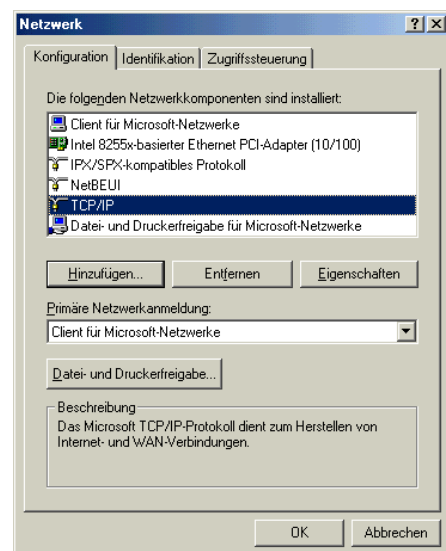 Netzwerk
Konfiguration Identifikation Zugriffssteuerung
Die folgenden Netzwerkkomponenten sind installiert:
Client für Microsoft-Netzwerke
Intel 8255x-basierter Ethernet PCI-Adapter (10/100)
IPX/SPX-kompatibles Protokoll
NetBEUI
TCP/IP
Datei- und Druckerfreigabe für Microsoft-Netzwerke
Hinzufügen... Entfernen Eigenschaften
Primäre Netzwerkanmeldung:
Client für Microsoft-Netzwerke
Datei- und Druckerfreigabe...
Beschreibung
Das Microsoft TCP/IP-Protokoll dient zum Herstellen von
Internet- und WAN-Verbindungen.
OK Abbrechen